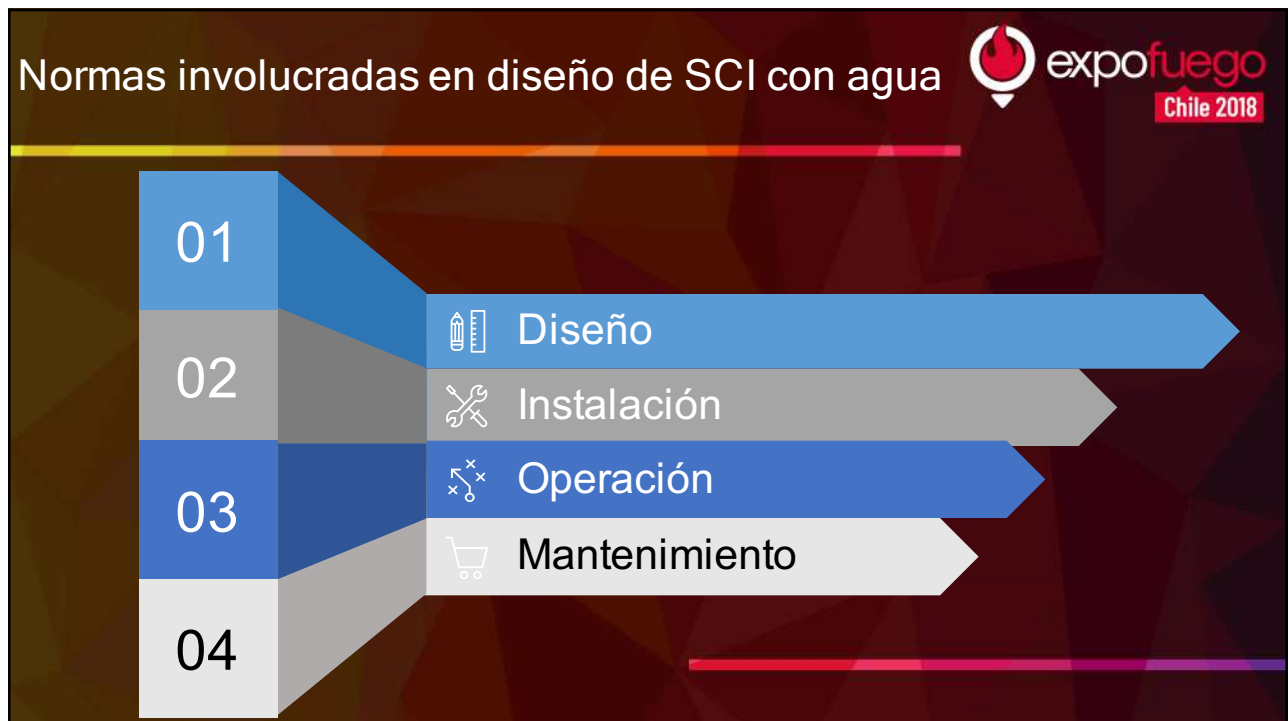 Normas involucradas en diseño de SCI con agua
expofuego
Chile 2018
01
Diseño
02
Instalación
03
Operación
04
Mantenimiento